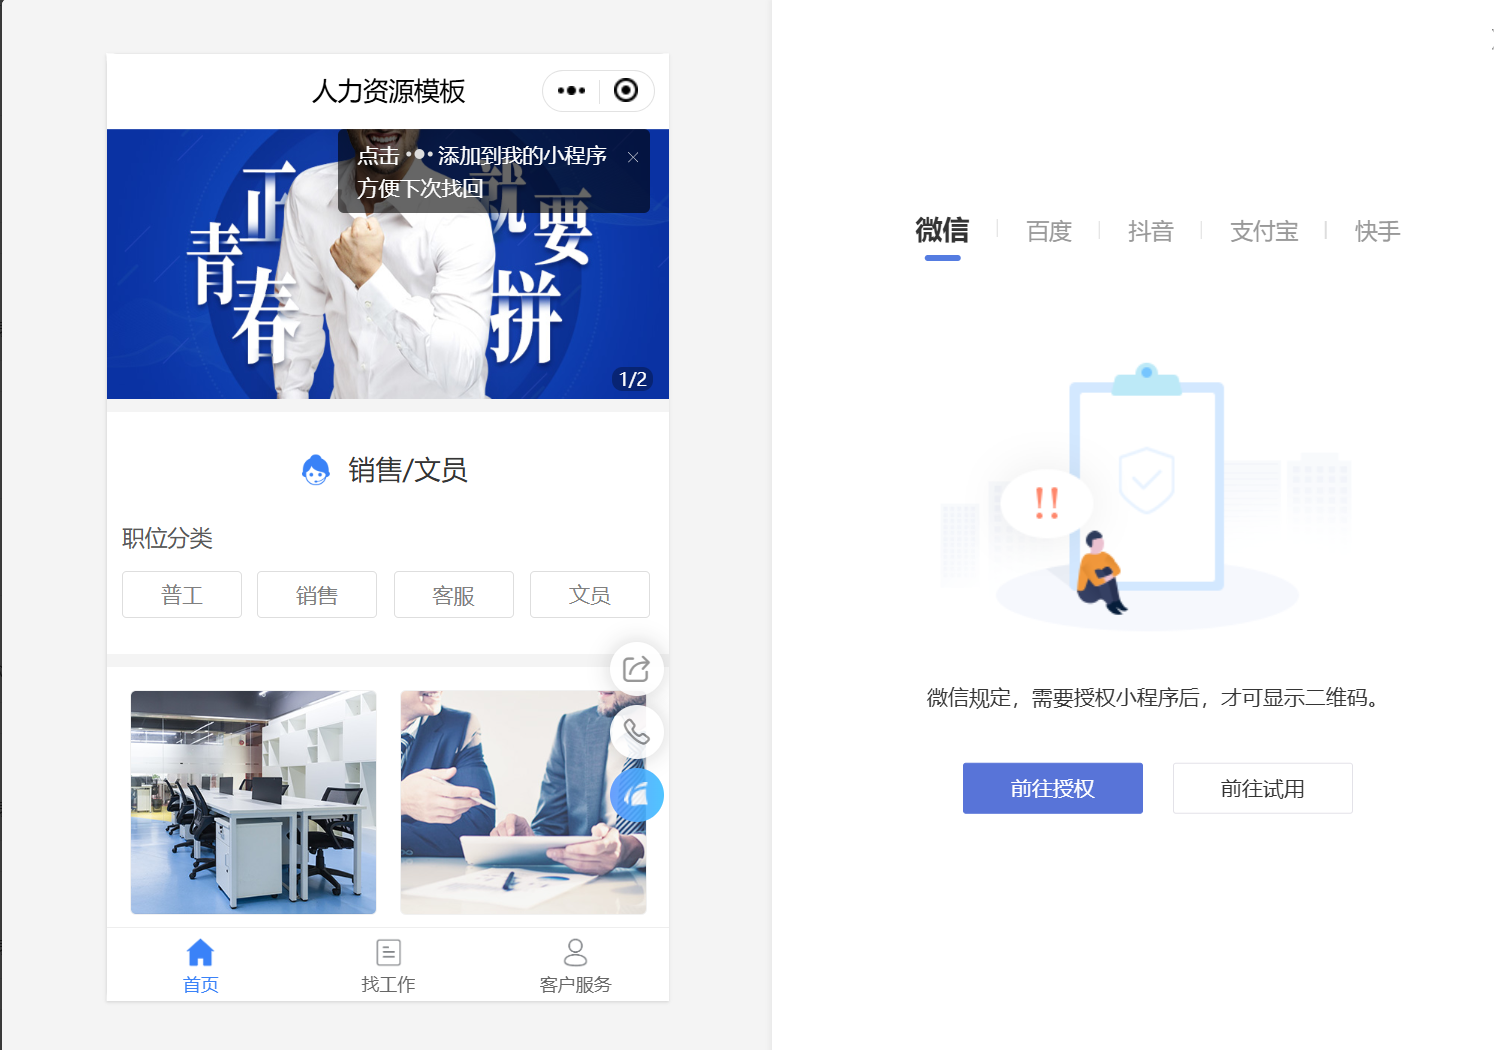 人力资源模板
点击 添加到我的小程序
方便下次找回
正
青春
就要
拼
1/2
销售/文员
职位分类
普工
销售
客服
文员
首页
找工作
客户服务
微信
百度
抖音
支付宝
快手
!!
微信规定，需要授权小程序后，才可显示二维码。
前往授权
前往试用